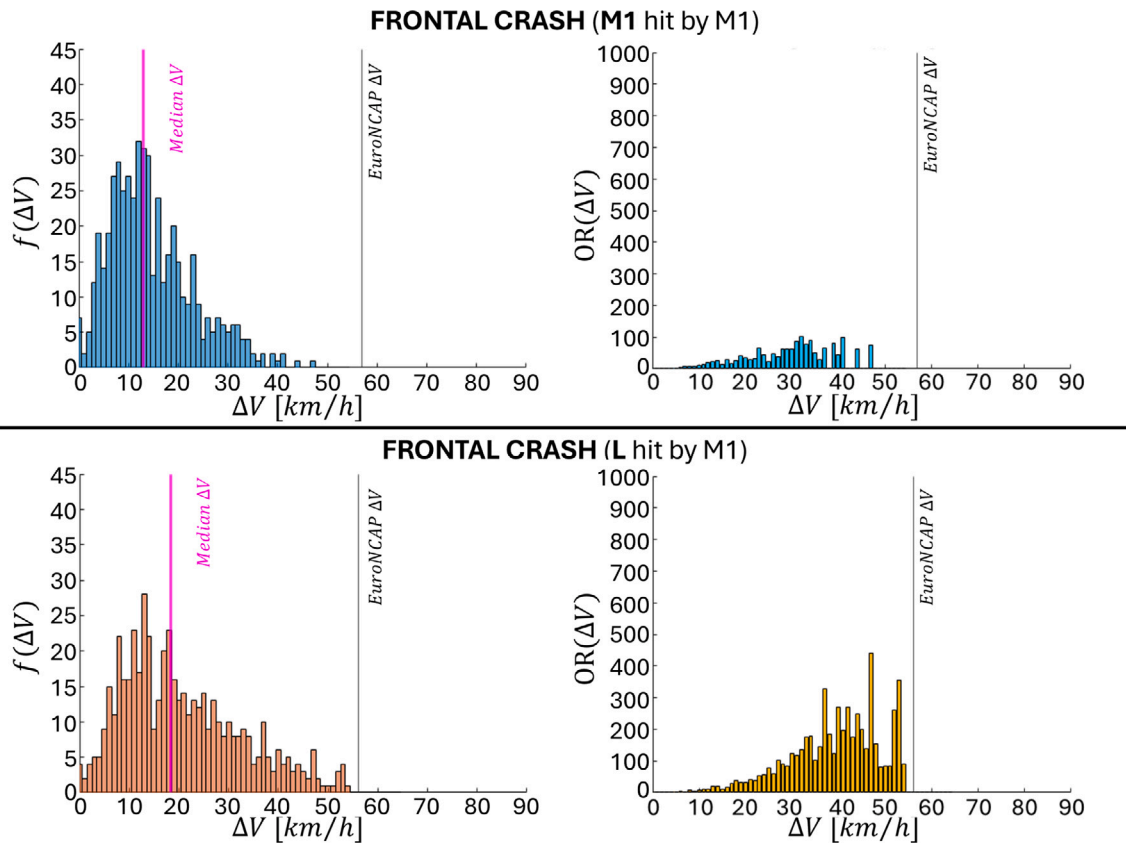 FRONTAL CRASH (M1 hit by M1)
45
40
35
30
25
20
15
10
5
0
f(ΔV)
Median ΔV
EuroNCAP ΔV
0 10 20 30 40 50 60 70 80 90
ΔV [km/h]
1000
900
800
700
600
500
400
300
200
100
0
OR(ΔV)
EuroNCAP ΔV
0 10 20 30 40 50 60 70 80 90
ΔV [km/h]
FRONTAL CRASH (L hit by M1)
45
40
35
30
25
20
15
10
5
0
f(ΔV)
Median ΔV
EuroNCAP ΔV
0 10 20 30 40 50 60 70 80 90
ΔV [km/h]
1000
900
800
700
600
500
400
300
200
100
0
OR(ΔV)
EuroNCAP ΔV
0 10 20 30 40 50 60 70 80 90
ΔV [km/h]